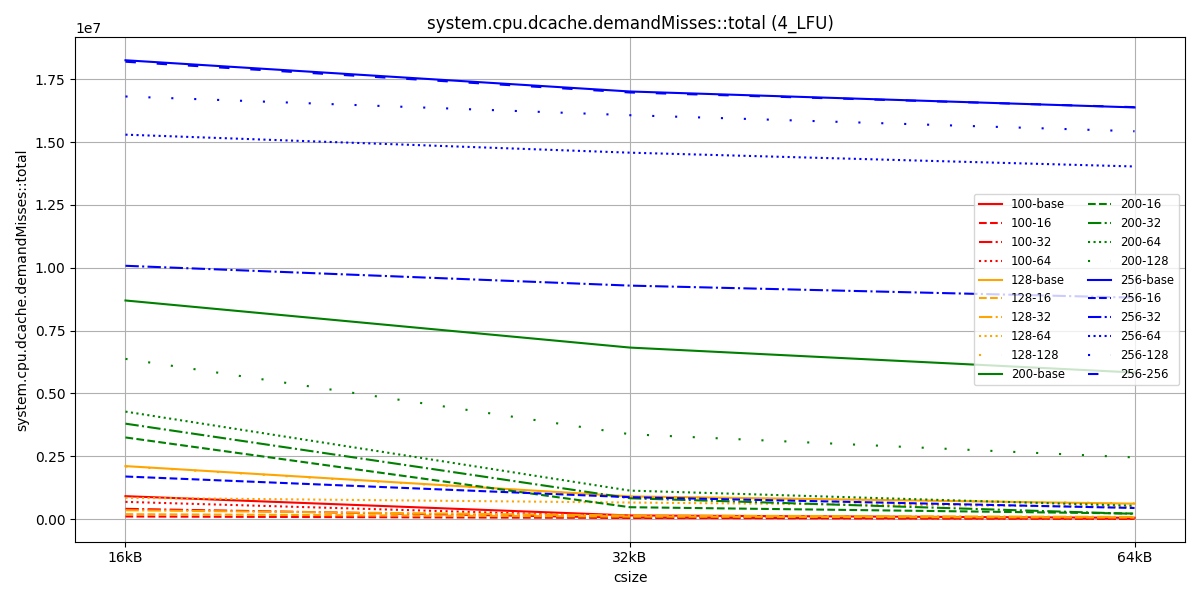 system.cpu.dcache.demandMisses::total (4_LFU)
1e7
system.cpu.dcache.demandMisses::total
1.75
1.50
1.25
1.00
0.75
0.50
0.25
0.00
16kB
32kB
64kB
csize
100-base
100-16
100-32
100-64
128-base
128-16
128-32
128-64
128-128
200-base
200-16
200-32
200-64
200-128
256-base
256-16
256-32
256-64
256-128
256-256